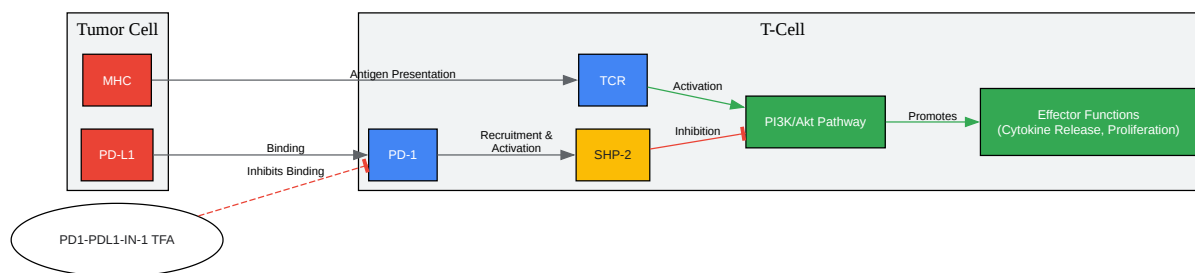 Tumor Cell
T-Cell
MHC
Antigen Presentation
TCR
Activation
PI3K/Akt Pathway
Promotes
Effector Functions
(Cytokine Release, Proliferation)
PD-L1
Binding
Inhibits Binding
PD-1
Recruitment &
Activation
SHP-2
Inhibition
PD1-PDL1-IN-1 TFA